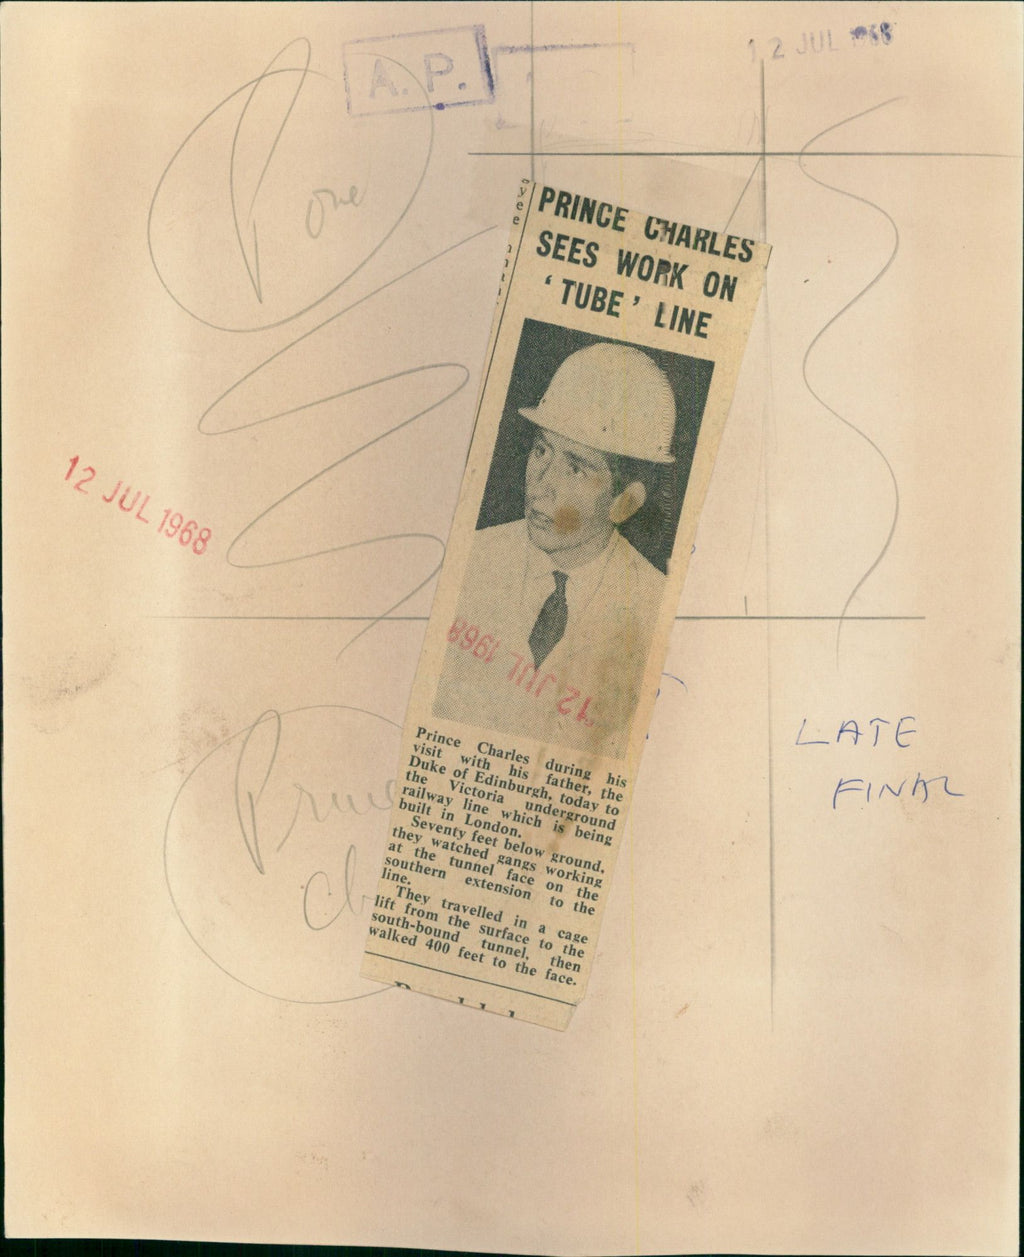 A. P.
12 JUL 1968
one
PRINCE CHARLES
SEES WORK ON
‘ TUBE ’ LINE
12 JUL 1968
12 JUL 1968
Prince Charles during his
visit with his father, the
Duke of Edinburgh, today to
the Victoria underground
railway line which is being
built in London.
Seventy feet below ground,
they watched gangs working
at the tunnel face on the
southern extension to the
line.
They travelled in a cage
lift from the surface to the
south-bound tunnel, then
walked 400 feet to the face.
LATE
FINAL